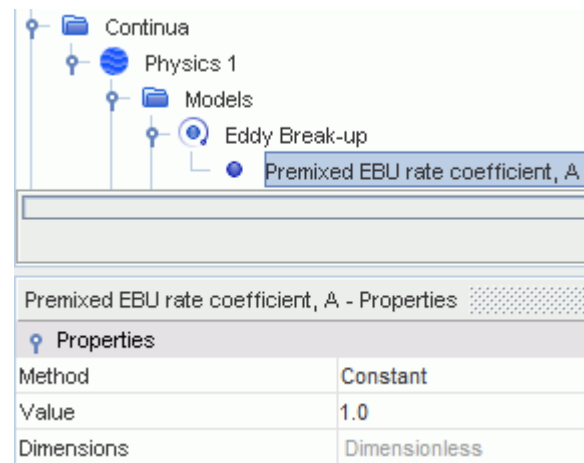 Continua
Physics 1
Models
Eddy Break-up
Premixed EBU rate coefficient, A
Premixed EBU rate coefficient, A - Properties
Properties
Method Constant
Value 1.0
Dimensions Dimensionless